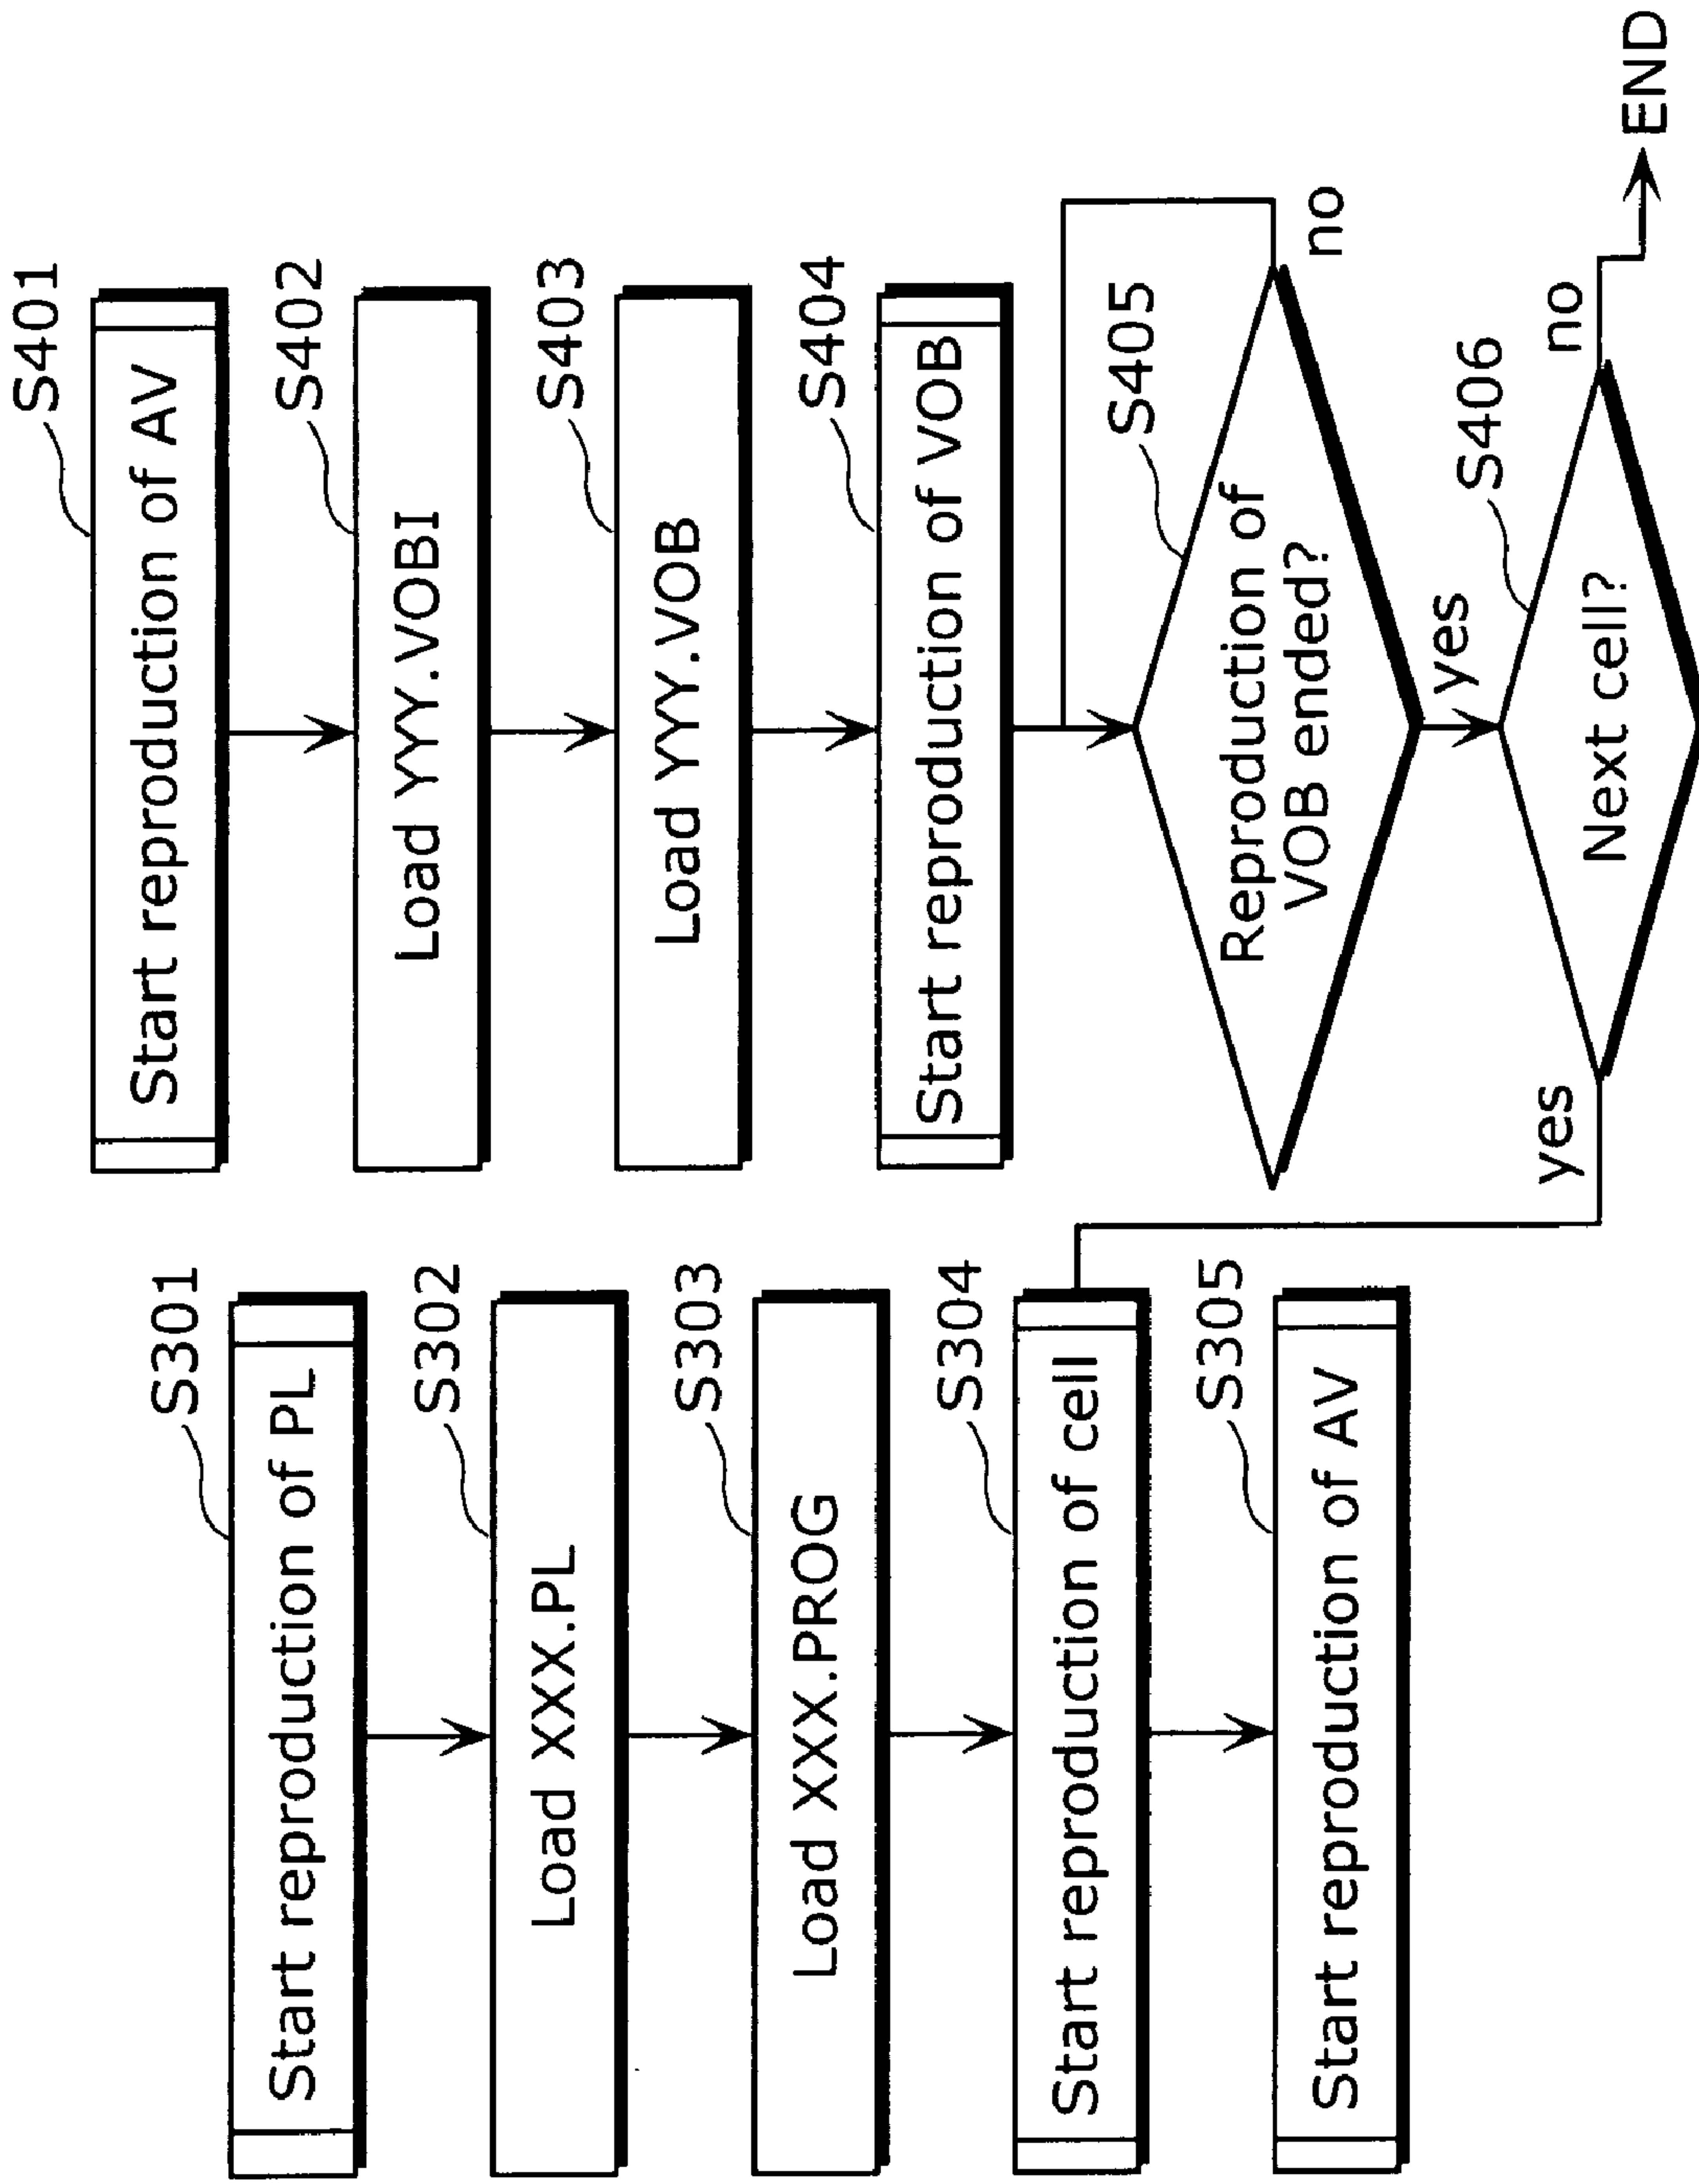 S301
Start reproduction of PL
S302
Load XXX.PL
S303
Load XXX.PROG
S304
Start reproduction of cell
S305
Start reproduction of AV
S401
Start reproduction of AV
S402
Load YYY.VOBI
S403
Load YYY.VOB
S404
Start reproduction of VOB
S405
Reproduction of
VOB ended?
no
yes
S406
Next cell?
yes
no
END